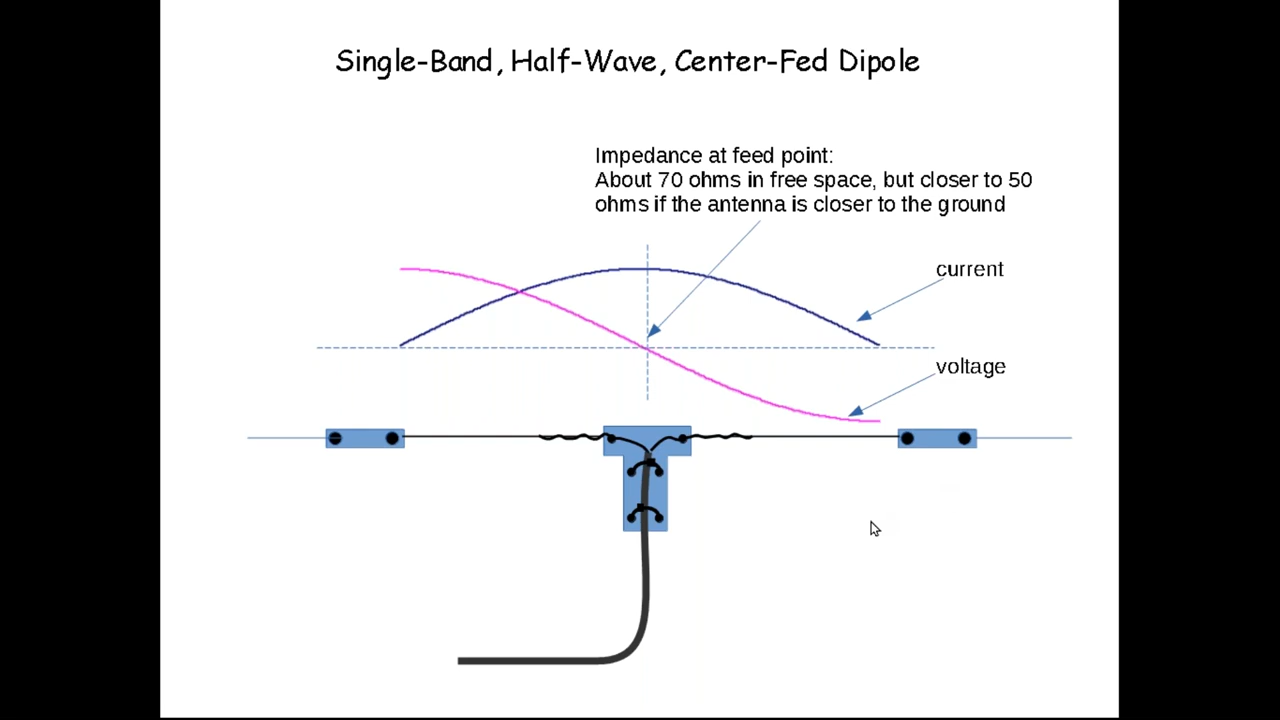 Single-Band, Half-Wave, Center-Fed Dipole
Impedance at feed point:
About 70 ohms in free space, but closer to 50
ohms if the antenna is closer to the ground
current
voltage